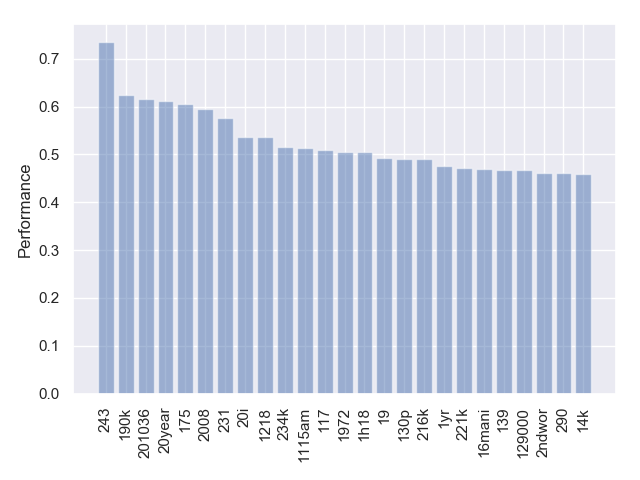 0.7
0.6
0.5
0.4
0.3
0.2
0.1
0.0
Performance
243
190k
201036
20year
175
2008
231
20i
1218
234k
1115am
117
1972
1h18
19
130p
216k
1yr
221k
16mani
139
129000
2ndwor
290
14k